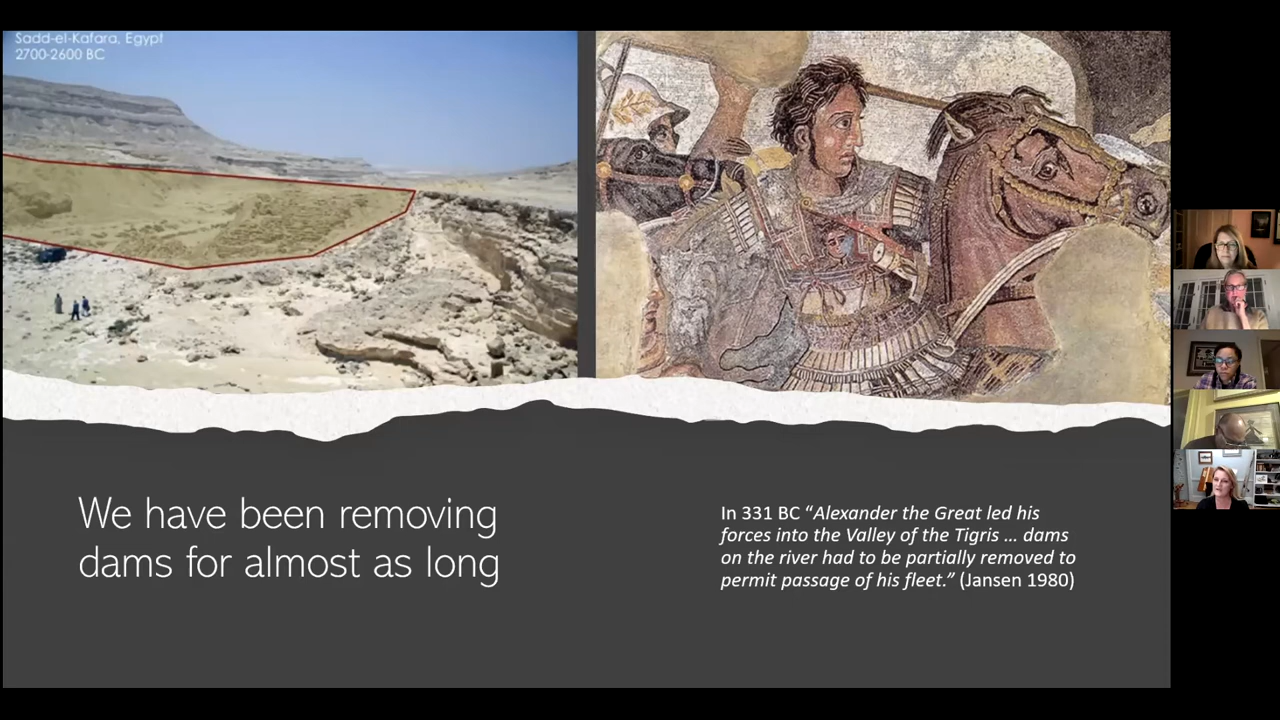 Sadd-el-Kafara, Egypt
2700-2600 BC
We have been removing
dams for almost as long
In 331 BC “Alexander the Great led his
forces into the Valley of the Tigris ... dams
on the river had to be partially removed to
permit passage of his fleet.” (Jansen 1980)